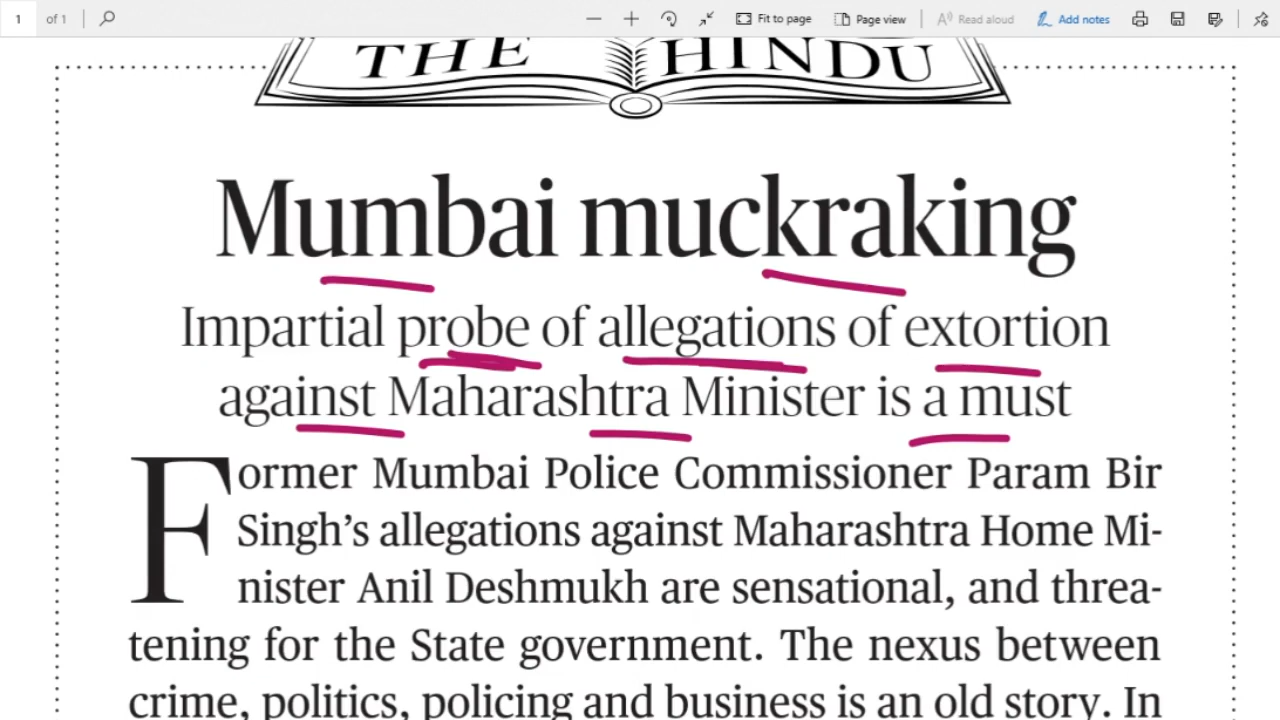 1 of 1 Fit to page Page view Read aloud Add notes
THE HINDU
Mumbai muckraking
Impartial probe of allegations of extortion
against Maharashtra Minister is a must
Former Mumbai Police Commissioner Param Bir
Singh's allegations against Maharashtra Home Mi-
nister Anil Deshmukh are sensational, and threa-
tening for the State government. The nexus between
crime, politics, policing and business is an old story. In